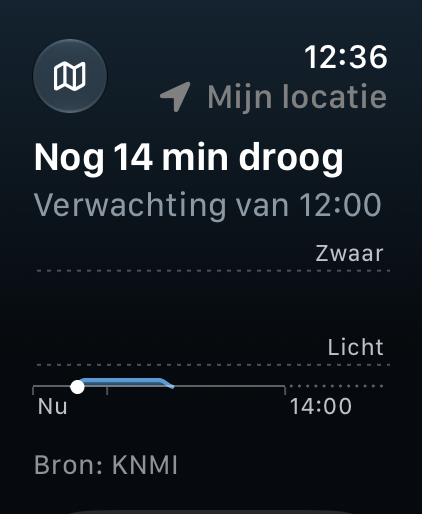 12:36
Mijn locatie
Nog 14 min droog
Verwachting van 12:00
Zwaar
Licht
Nu 14:00
Bron: KNMI